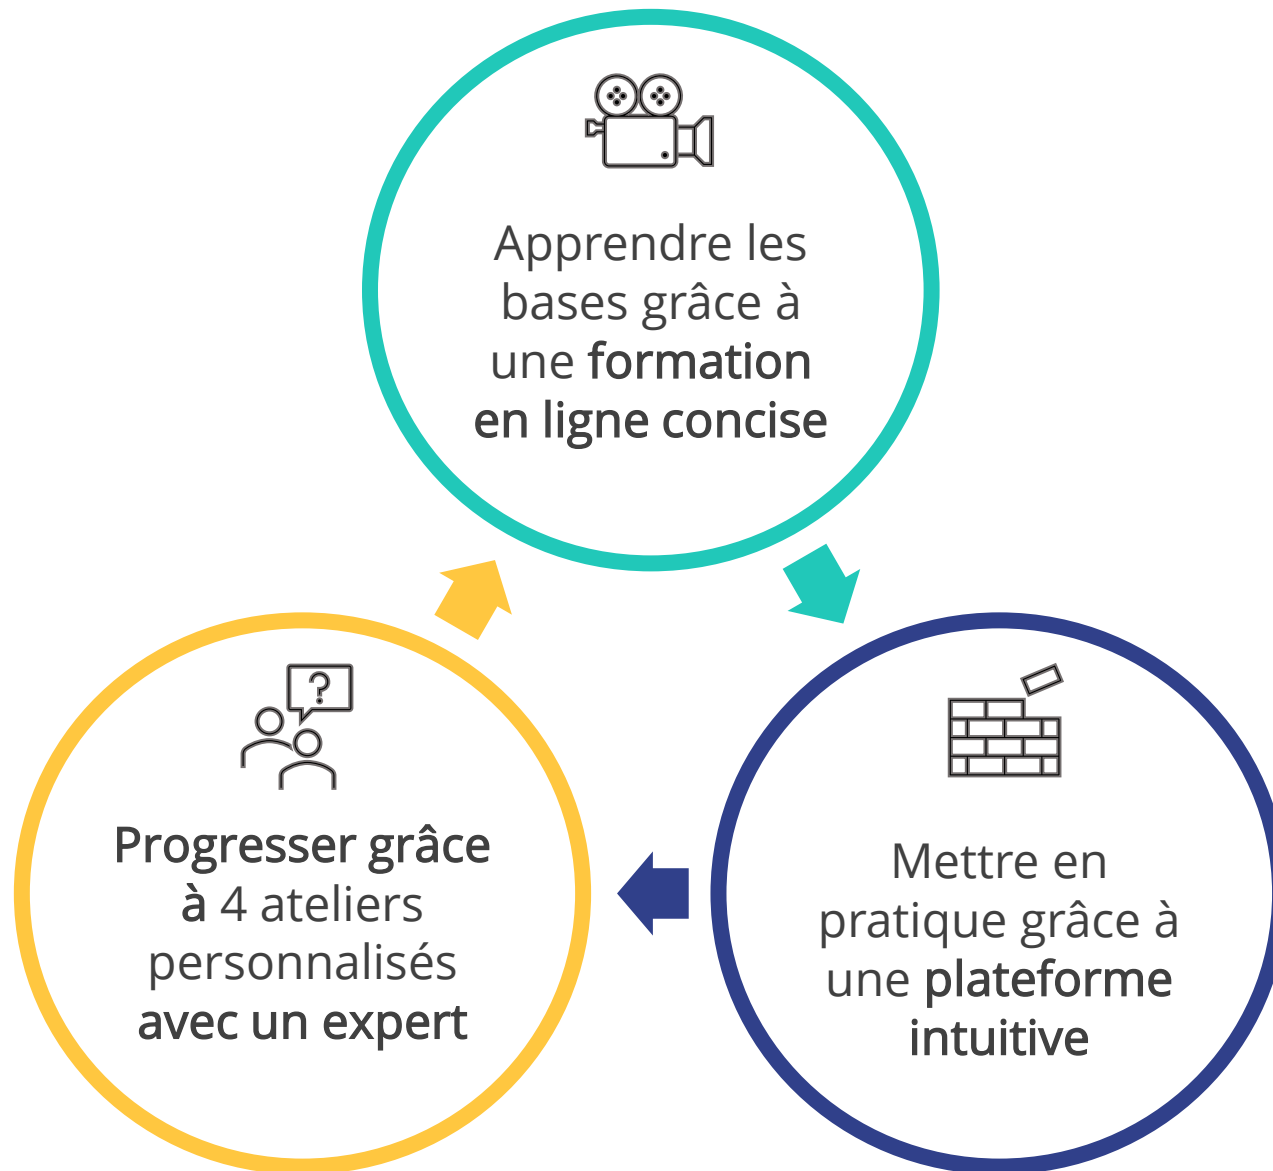 Apprendre les
bases grâce à
une formation
en ligne concise
?
Progresser grâce
à 4 ateliers
personnalisés
avec un expert
Mettre en
pratique grâce à
une plateforme
intuitive